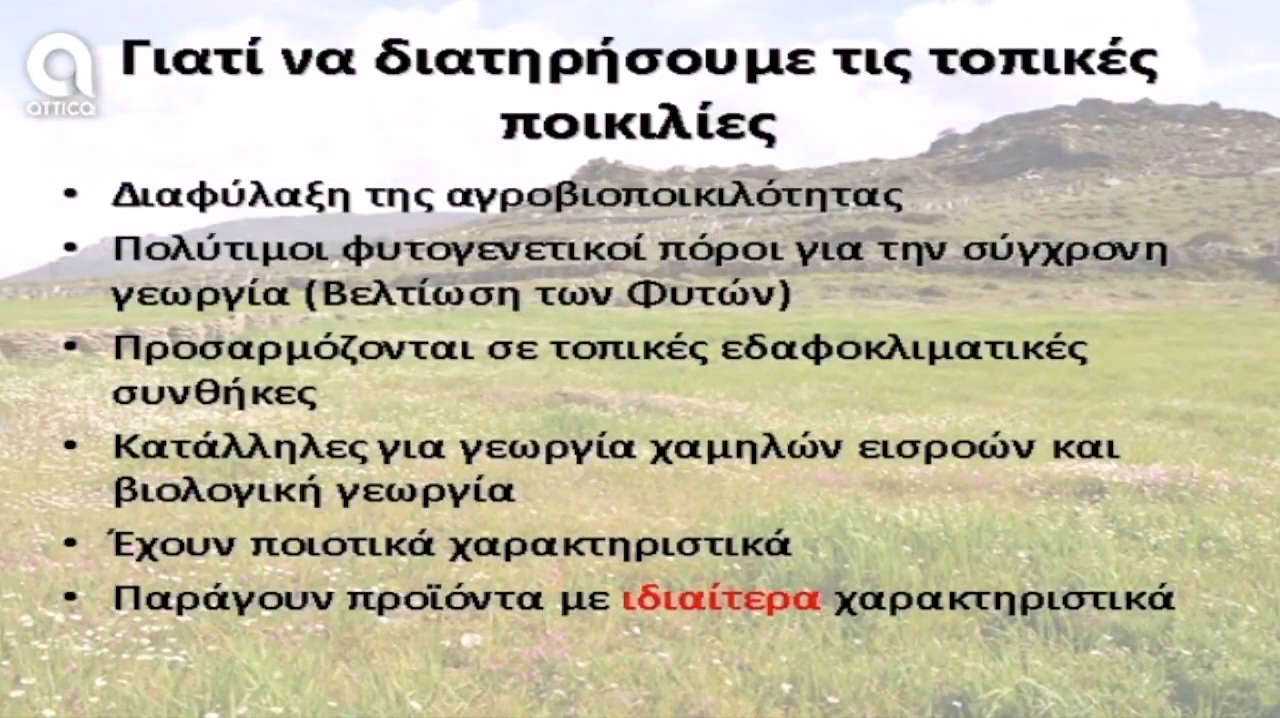 attica
Γιατί να διατηρήσουμε τις τοπικές
ποικιλίες
• Διαφύλαξη της αγροβιοποικιλότητας
• Πολύτιμοι φυτογενετικοί πόροι για την σύγχρονη
γεωργία (Βελτίωση των Φυτών)
• Προσαρμόζονται σε τοπικές εδαφοκλιματικές
συνθήκες
• Κατάλληλες για γεωργία χαμηλών εισροών και
βιολογική γεωργία
• Έχουν ποιοτικά χαρακτηριστικά
• Παράγουν προϊόντα με ιδιαίτερα χαρακτηριστικά